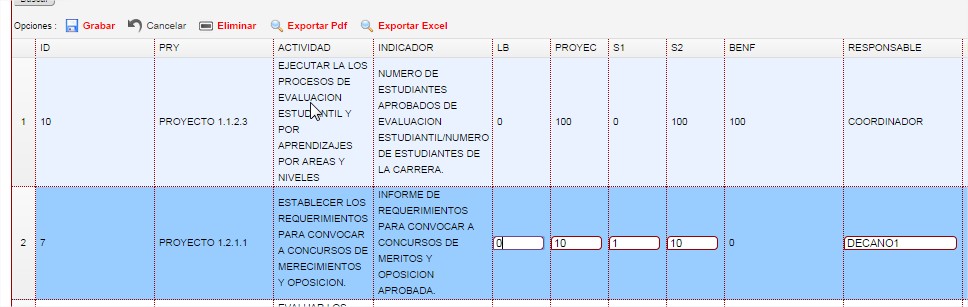 Buscar
Opciones : Grabar Cancelar Eliminar Exportar Pdf Exportar Excel
ID PRY ACTIVIDAD INDICADOR LB PROYEC S1 S2 BENF RESPONSABLE
1 10 PROYECTO 1.1.2.3
EJECUTAR LA LOS
PROCESOS DE
EVALUACION
ESTUDIANTIL Y
POR
APRENDIZAJES
POR AREAS Y
NIVELES
NUMERO DE
ESTUDIANTES
APROBADOS DE
EVALUACION
ESTUDIANTIL/NUMERO
DE ESTUDIANTES DE
LA CARRERA.
0 100 0 100 100 COORDINADOR
2 7 PROYECTO 1.2.1.1
ESTABLECER LOS
REQUERIMIENTOS
PARA CONVOCAR
A CONCURSOS DE
MERECIMIENTOS
Y OPOSICION.
INFORME DE
REQUERIMIENTOS
PARA CONVOCAR A
CONCURSOS DE
MERITOS Y
OPOSICION
APROBADA.
0 10 1 10 0 DECANO1
EVALUAR LOS